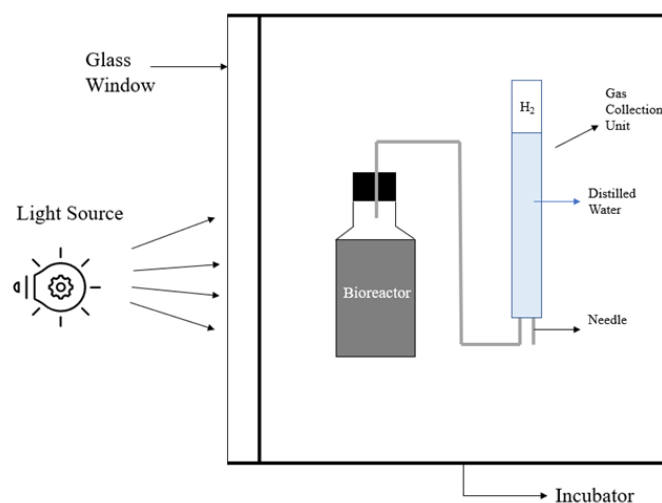 Glass
Window
Light Source
Bioreactor
H2
Gas
Collection
Unit
Distilled
Water
Needle
Incubator